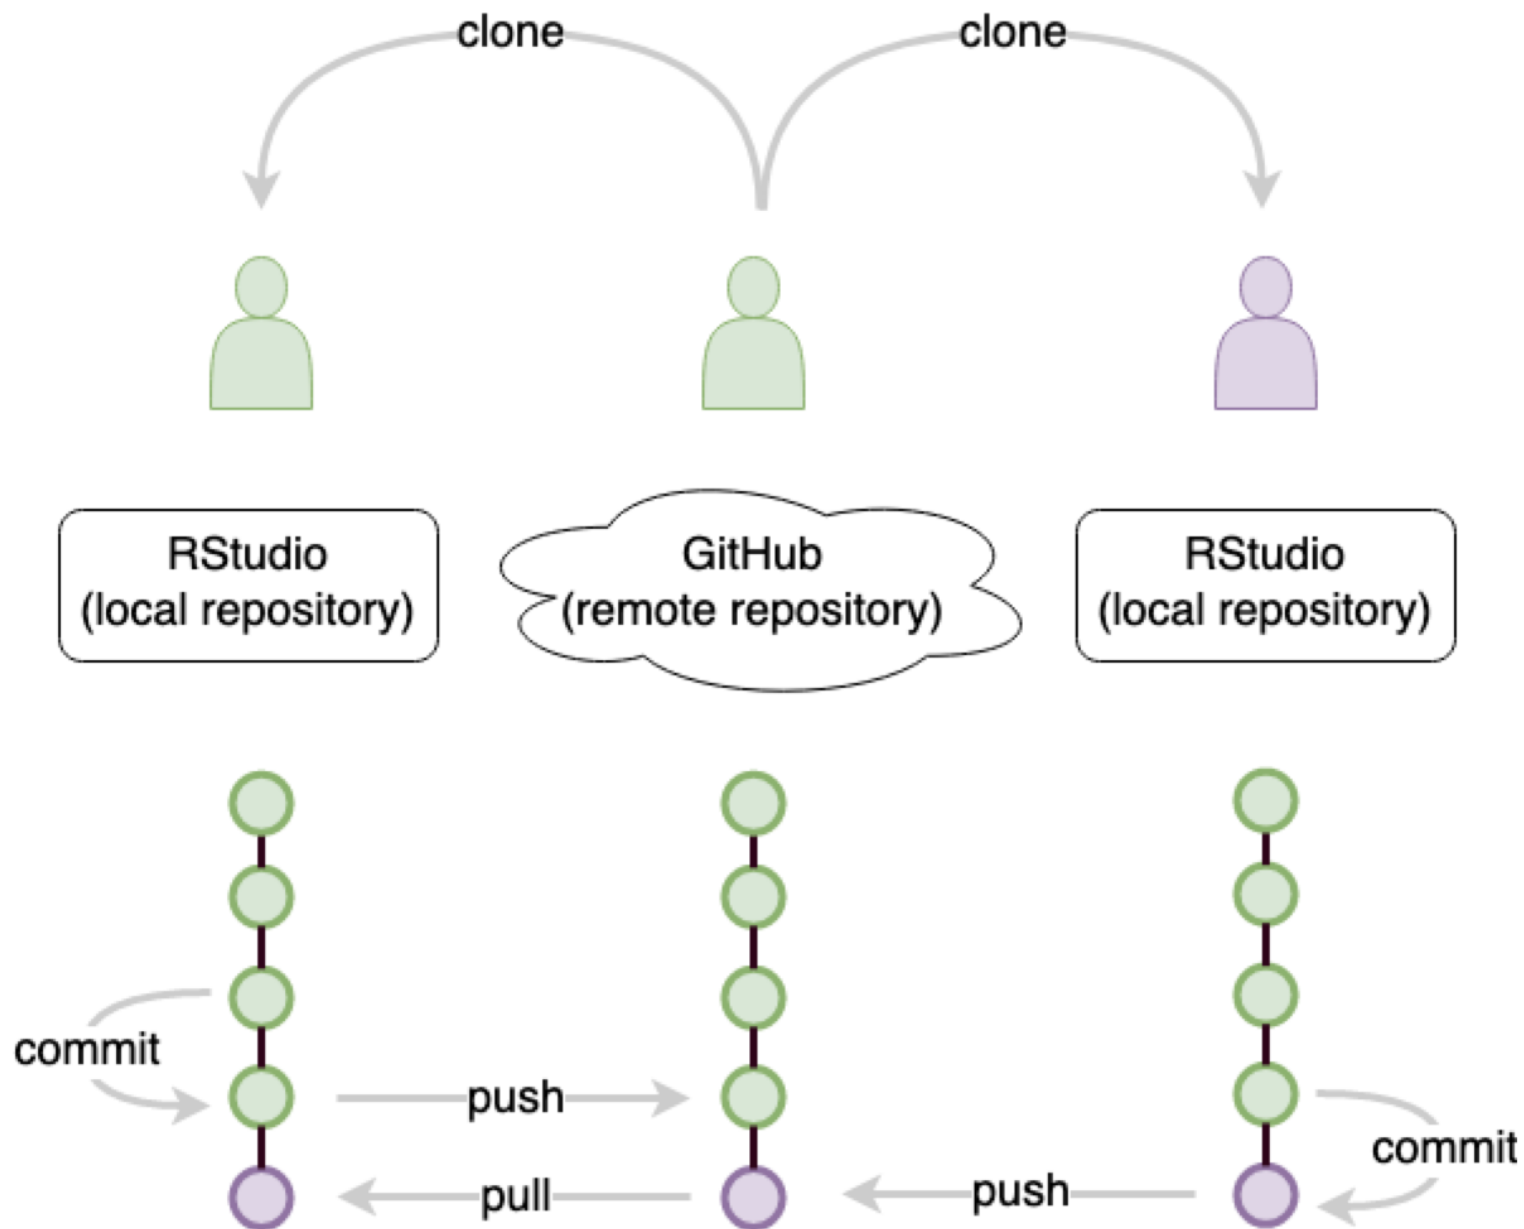 clone
clone
RStudio
(local repository)
GitHub
(remote repository)
RStudio
(local repository)
commit
push
commit
pull
push